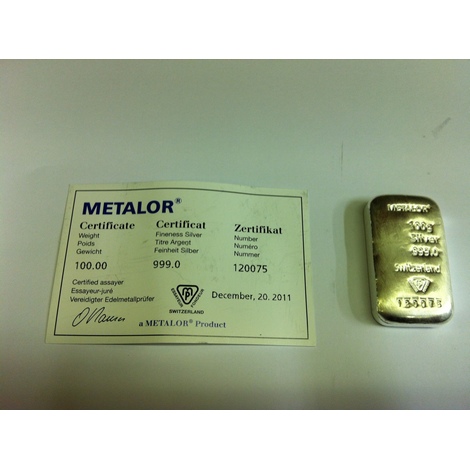 METALOR®
Certificate Certificat Zertifikat
Weight Fineness Silver Number
Poids Titre Argeot Numéro
Gewicht Feinheit Silber Nummer
100.00 999.0 120075
Certified assayer
Essayeur-juré
Vereidigter Edelmetallprüfer
December, 20. 2011
SWITZERLAND
a METALOR® Product
METALOR®
100g
Silver
999.0
Switzerland